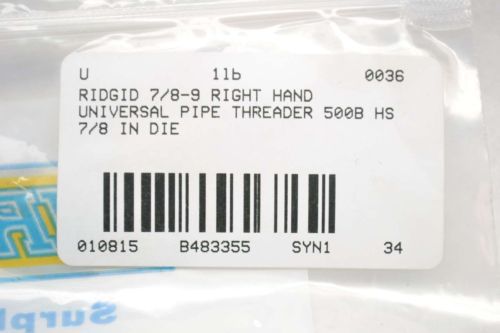 U 1lb 0036
RIDGID 7/8-9 RIGHT HAND
UNIVERSAL PIPE THREADER 500B HS
7/8 IN DIE
010815 B483355 SYN1 34
Surpl